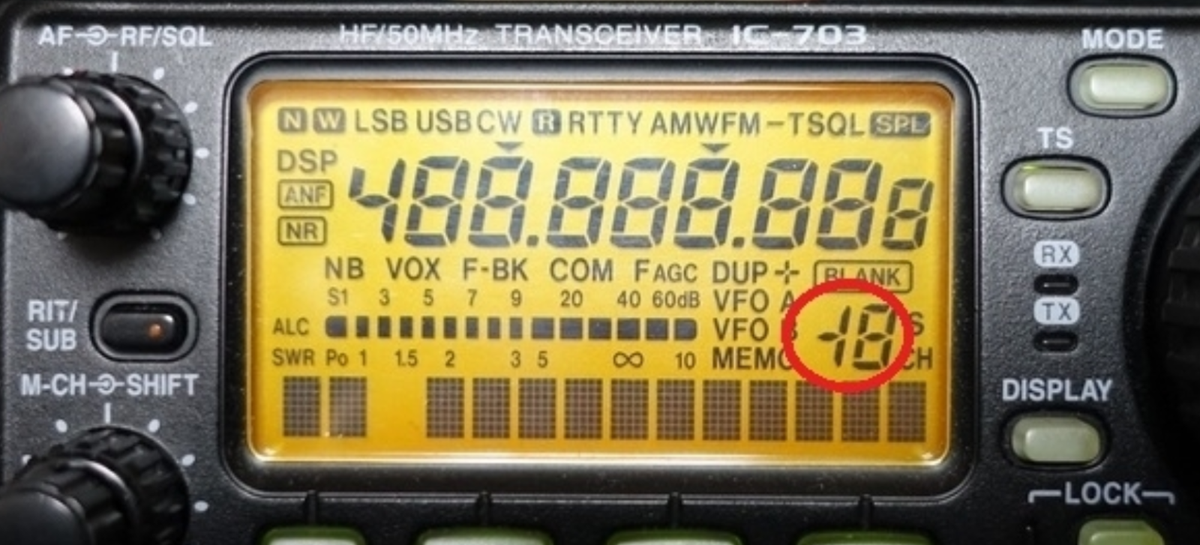 AF RF/SQL
HF/50MHz TRANSCEIVER IC-703
MODE
N W LSB USB CW R RTTY AM WFM -TSQL SPL
TS
DSP
ANF
NR
488.888.888
RX
NB VOX F-BK COM FAGC DUP-+ BLANK
S1 3 5 7 9 20 40 60dB VFO A
RIT/
SUB
ALC VFO B 18 S
TX
SWR Po 1 1.5 2 3 5 ∞ 10 MEMO CH
M-CH SHIFT
DISPLAY
LOCK